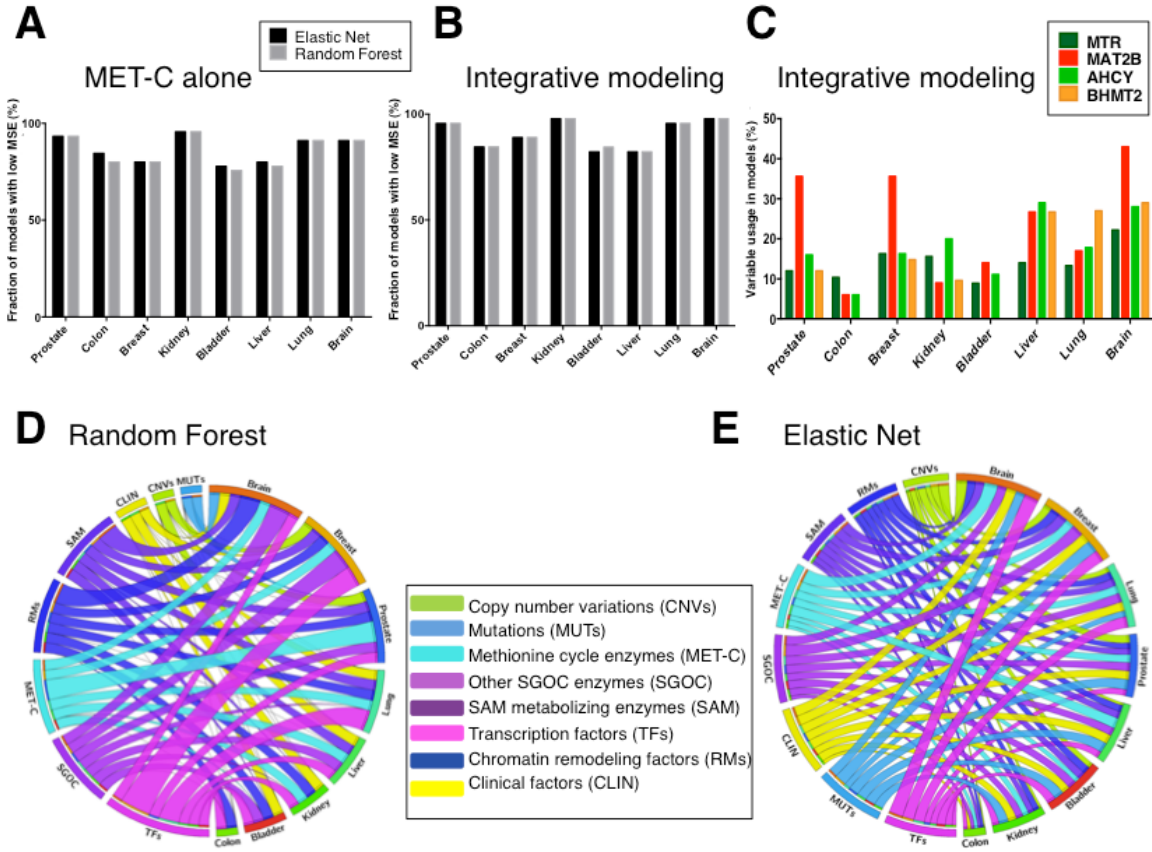 A
Elastic Net
Random Forest
MET-C alone
Fraction of models with low MSE (%)
100
50
0
Prostate
Colon
Breast
Kidney
Bladder
Liver
Lung
Brain
B
Integrative modeling
Fraction of models with low MSE (%)
100
50
0
Prostate
Colon
Breast
Kidney
Bladder
Liver
Lung
Brain
C
MTR
MAT2B
AHCY
BHMT2
Integrative modeling
Variable usage in models (%)
50
40
30
20
10
0
Prostate
Colon
Breast
Kidney
Bladder
Liver
Lung
Brain
D
Random Forest
MUTs
Brain
Breast
Prostate
Lung
Liver
Kidney
Bladder
Colon
TFs
SGOC
MET-C
RMs
SAM
CLIN
CNVs
Copy number variations (CNVs)
Mutations (MUTs)
Methionine cycle enzymes (MET-C)
Other SGOC enzymes (SGOC)
SAM metabolizing enzymes (SAM)
Transcription factors (TFs)
Chromatin remodeling factors (RMs)
Clinical factors (CLIN)
E
Elastic Net
CNVs
Brain
Breast
Lung
Prostate
Liver
Bladder
Kidney
Colon
TFs
MUTs
CLIN
SGOC
MET-C
SAM
RMs